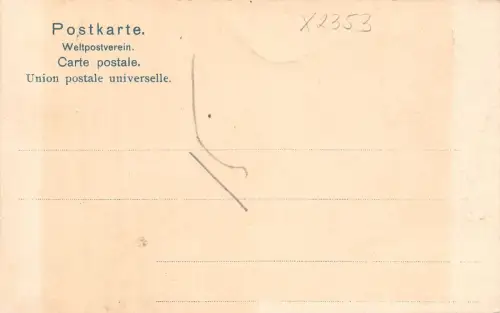 X2353
Postkarte.
Weltpostverein.
Carte postale.
Union postale universelle.